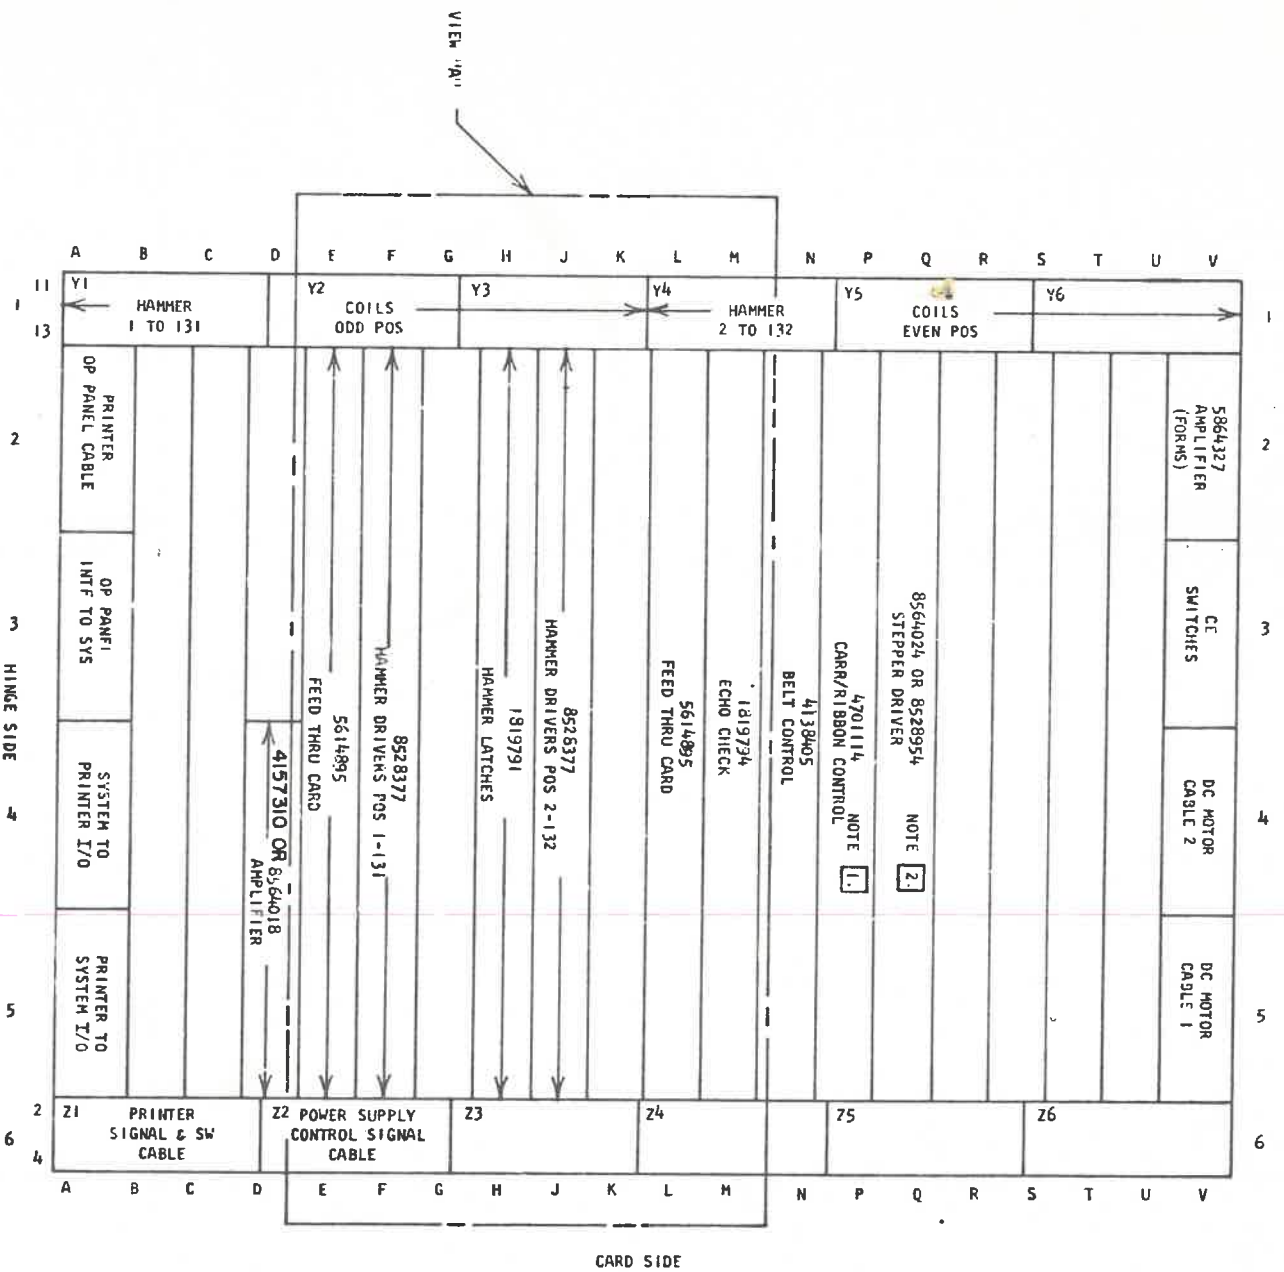 VIEW "A"
A B C D E F G H J K L M N P Q R S T U V
11
1
13
Y1
HAMMER
1 TO 131
Y2
COILS
ODD POS
Y3
Y4
HAMMER
2 TO 132
Y5
COILS
EVEN POS
Y6
1
2
3
4
5
HINGE SIDE
PRINTER
OP PANEL CABLE
OP PANEL
INTF TO SYS
SYSTEM TO
PRINTER I/O
PRINTER TO
SYSTEM I/O
4157310 OR 8564018
AMPLIFIER
5614895
FEED THRU CARD
8528377
HAMMER DRIVERS POS 1-131
1819791
HAMMER LATCHES
8528377
HAMMER DRIVERS POS 2-132
5614895
FEED THRU CARD
1819794
ECHO CHECK
4138405
BELT CONTROL
4701114 NOTE 1.
CARR/RIBBON CONTROL
8564024 OR 8528954 NOTE 2.
STEPPER DRIVER
5864327
AMPLIFIER
(FORMS)
CE
SWITCHES
DC MOTOR
CABLE 2
DC MOTOR
CABLE 1
2
3
4
5
2
6
4
Z1
PRINTER
SIGNAL & SW
CABLE
Z2 POWER SUPPLY
CONTROL SIGNAL
CABLE
Z3
Z4
Z5
Z6
6
A B C D E F G H J K L M N P Q R S T U V
CARD SIDE